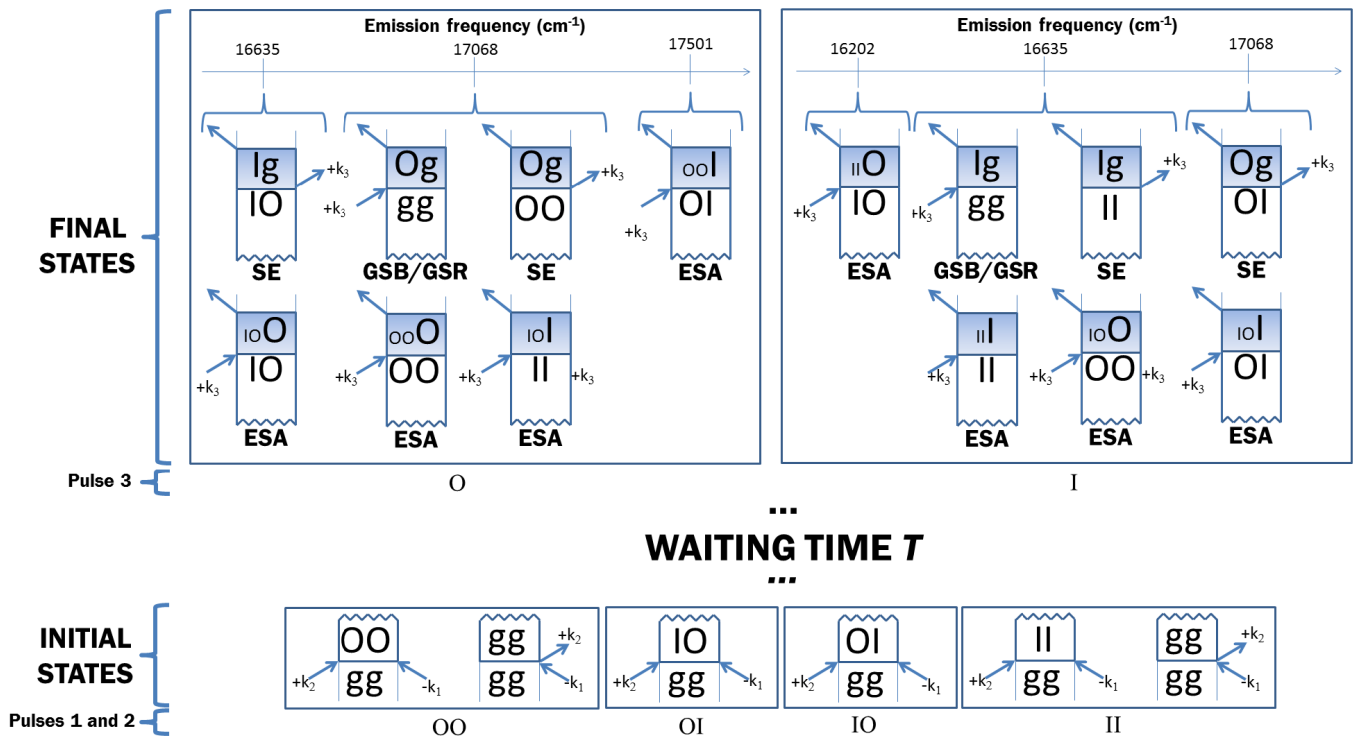 Emission frequency (cm-1)
16635
17068
17501
Ig
IO
+k3
SE
Og
gg
+k3
GSB/GSR
Og
OO
+k3
SE
OOI
OI
+k3
ESA
IOO
IO
+k3
ESA
OOO
OO
+k3
ESA
IOI
II
+k3
+k3
ESA
Emission frequency (cm-1)
16202
16635
17068
IIO
IO
+k3
ESA
Ig
gg
+k3
GSB/GSR
Ig
II
+k3
SE
Og
OI
+k3
SE
III
II
+k3
ESA
IOO
OO
+k3
+k3
ESA
IOI
OI
+k3
ESA
FINAL
STATES
Pulse 3
O
I
...
WAITING TIME T
...
INITIAL
STATES
OO
gg
+k2
-k1
gg
gg
+k2
-k1
IO
gg
+k2
-k1
OI
gg
+k2
-k1
II
gg
+k2
-k1
gg
gg
+k2
-k1
Pulses 1 and 2
OO
OI
IO
II